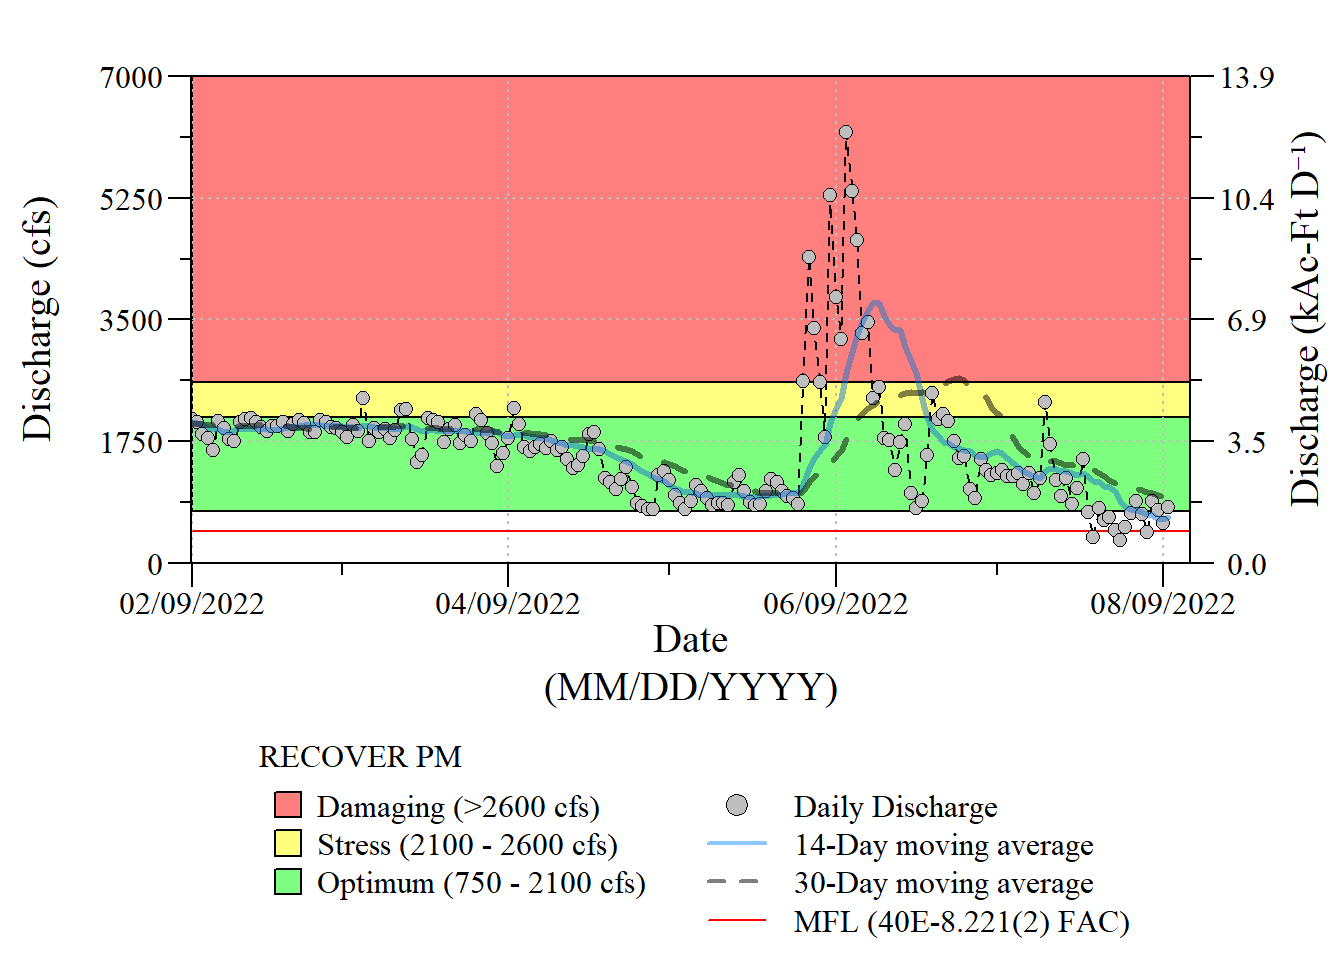 7000
5250
3500
1750
0
Discharge (cfs)
13.9
10.4
6.9
3.5
0.0
Discharge (kAc-Ft D⁻¹)
02/09/2022 04/09/2022 06/09/2022 08/09/2022
Date
(MM/DD/YYYY)
RECOVER PM
Damaging (>2600 cfs)
Stress (2100 - 2600 cfs)
Optimum (750 - 2100 cfs)
Daily Discharge
14-Day moving average
30-Day moving average
MFL (40E-8.221(2) FAC)